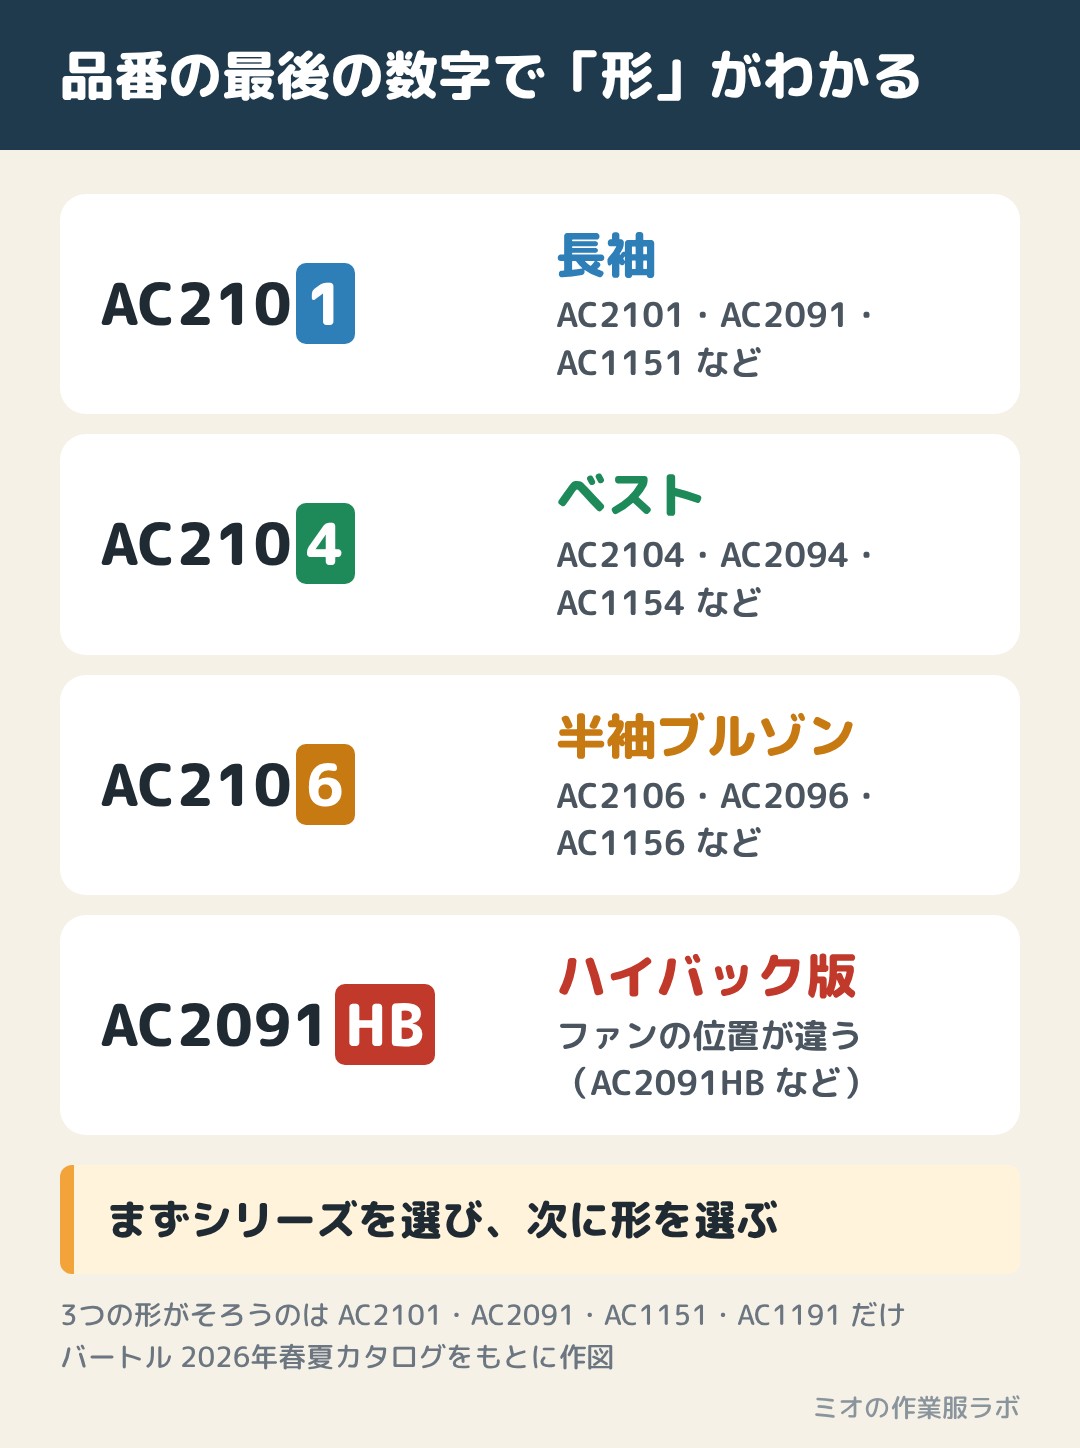 品番の最後の数字で「形」がわかる
AC2101
長袖
AC2101・AC2091・
AC1151 など
AC2104
ベスト
AC2104・AC2094・
AC1154 など
AC2106
半袖ブルゾン
AC2106・AC2096・
AC1156 など
AC2091HB
ハイバック版
ファンの位置が違う
（AC2091HB など）
まずシリーズを選び、次に形を選ぶ
3つの形がそろうのは AC2101・AC2091・AC1151・AC1191 だけ
バートル 2026年春夏カタログをもとに作図
ミオの作業服ラボ